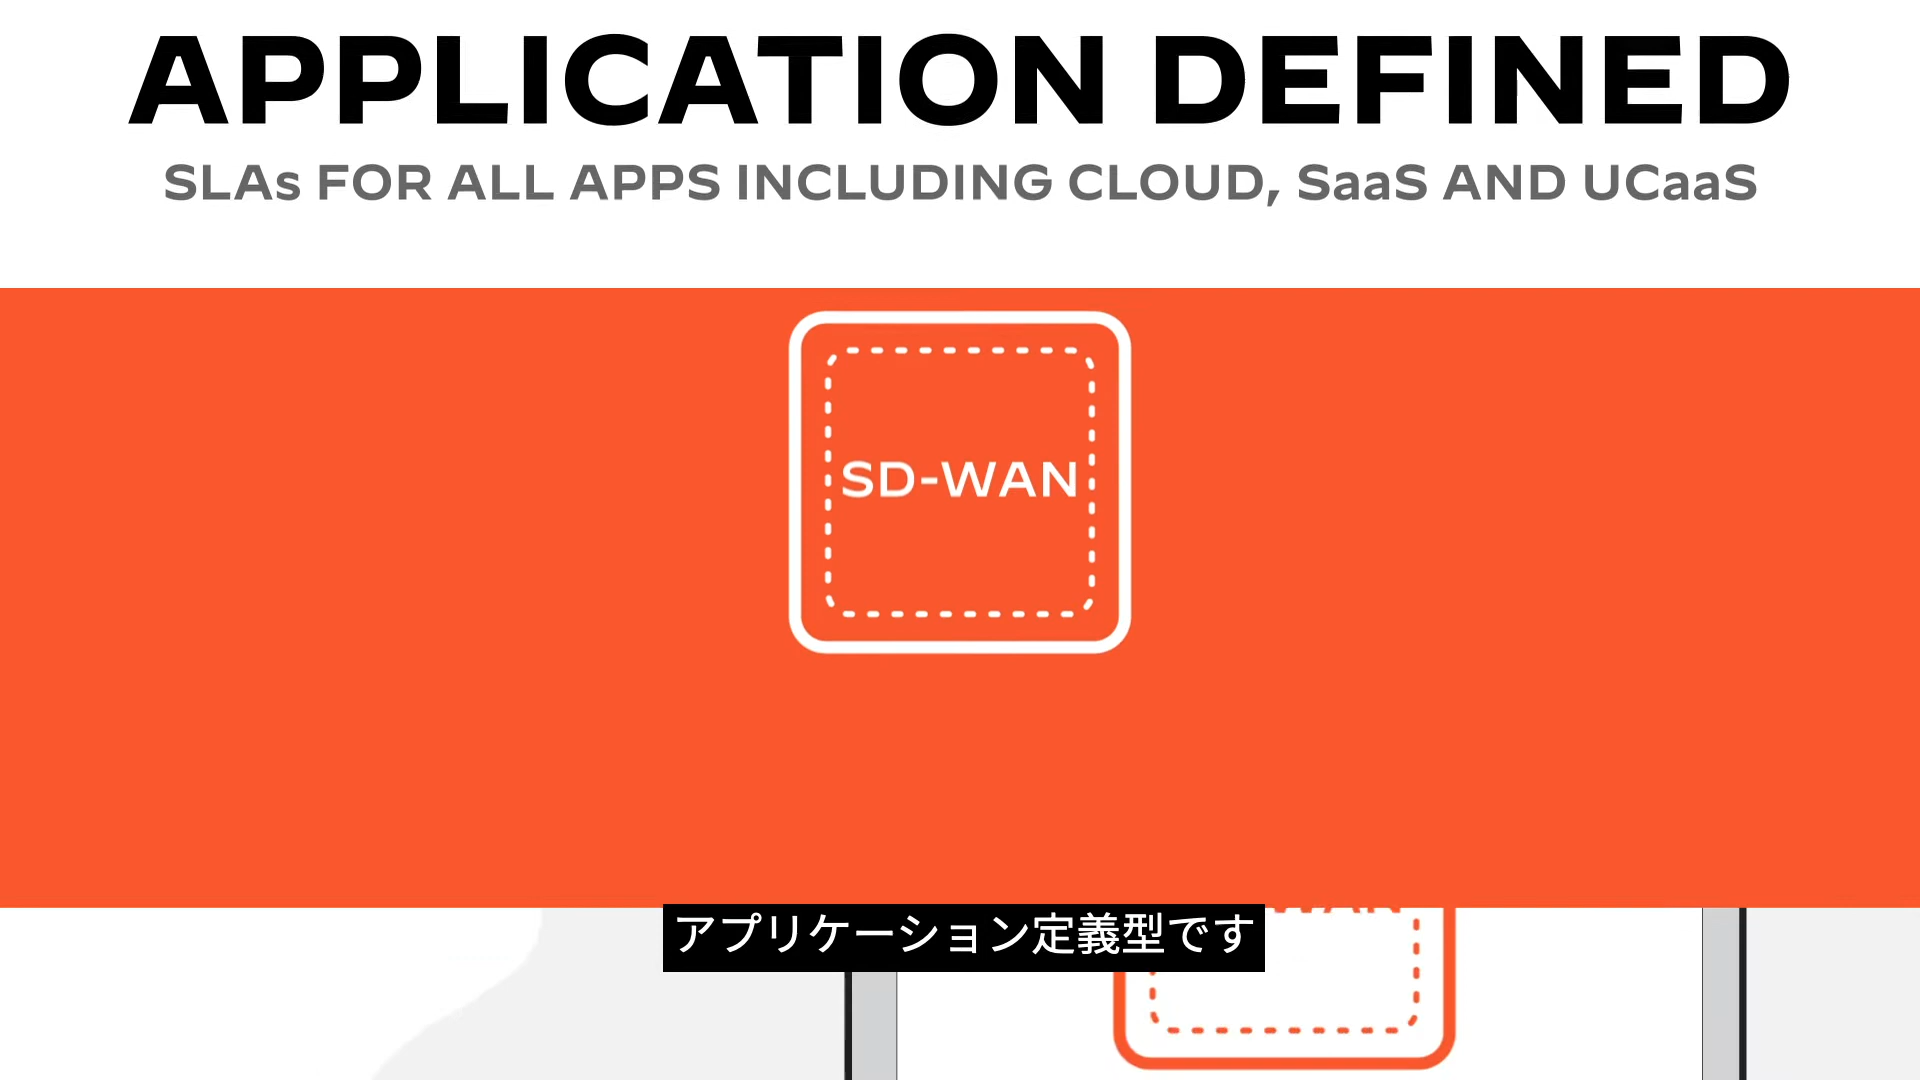 APPLICATION DEFINED
SLAs FOR ALL APPS INCLUDING CLOUD, SaaS AND UCaaS
SD-WAN
アプリケーション定義型です